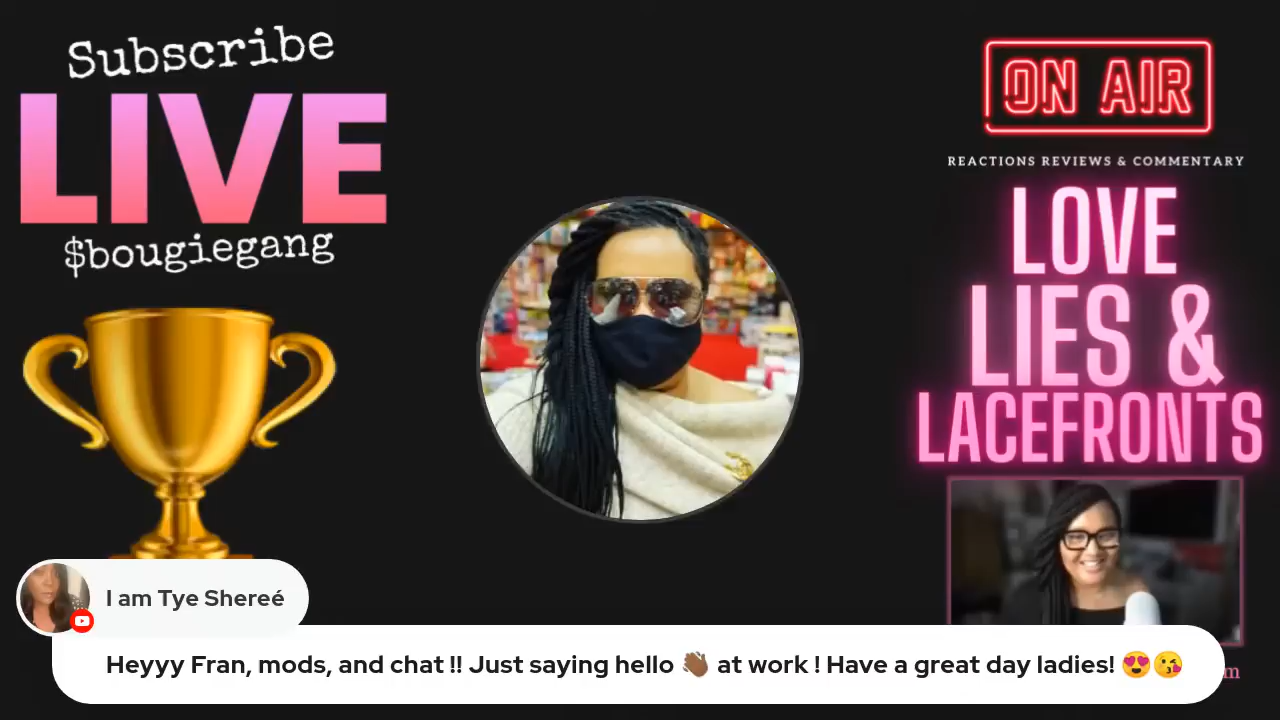 Subscribe
LIVE
$bougiegang
ON AIR
REACTIONS REVIEWS & COMMENTARY
LOVE
LIES &
LACEFRONTS
I am Tye Shereé
Heyyy Fran, mods, and chat !! Just saying hello 👋🏾 at work ! Have a great day ladies! 😍😘